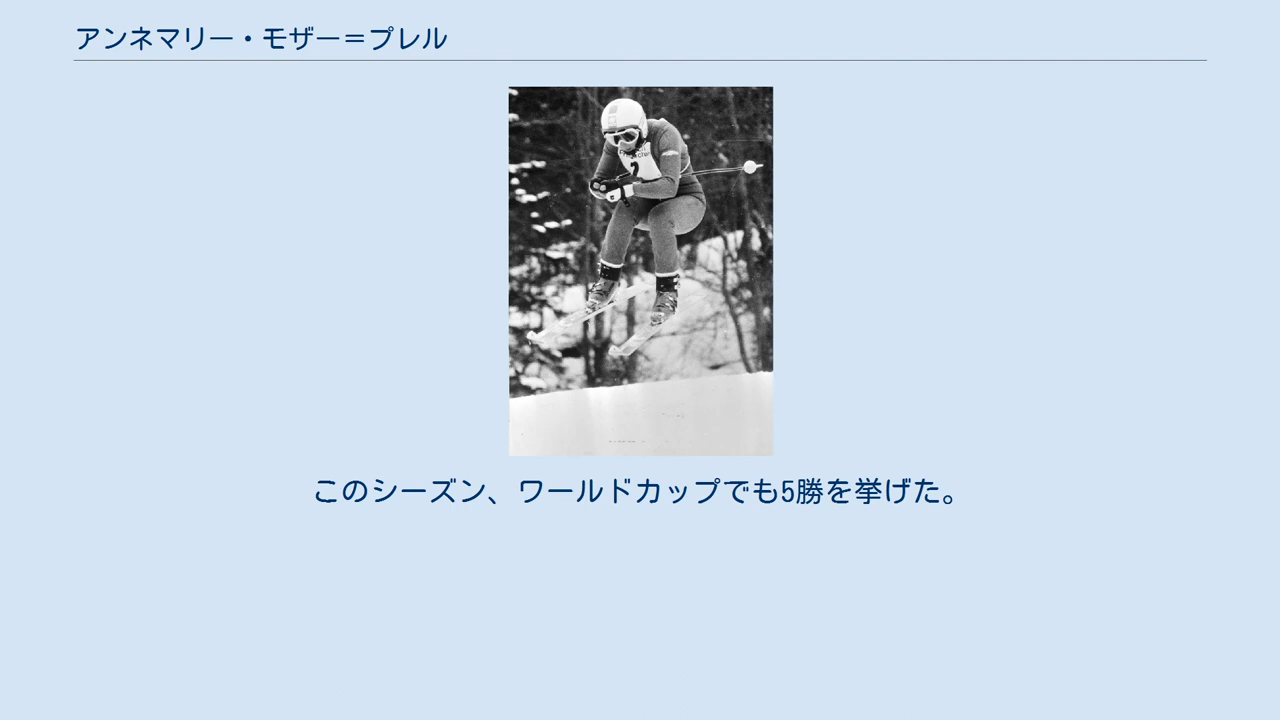 アンネマリー・モザー＝プレル
2
このシーズン、ワールドカップでも5勝を挙げた。